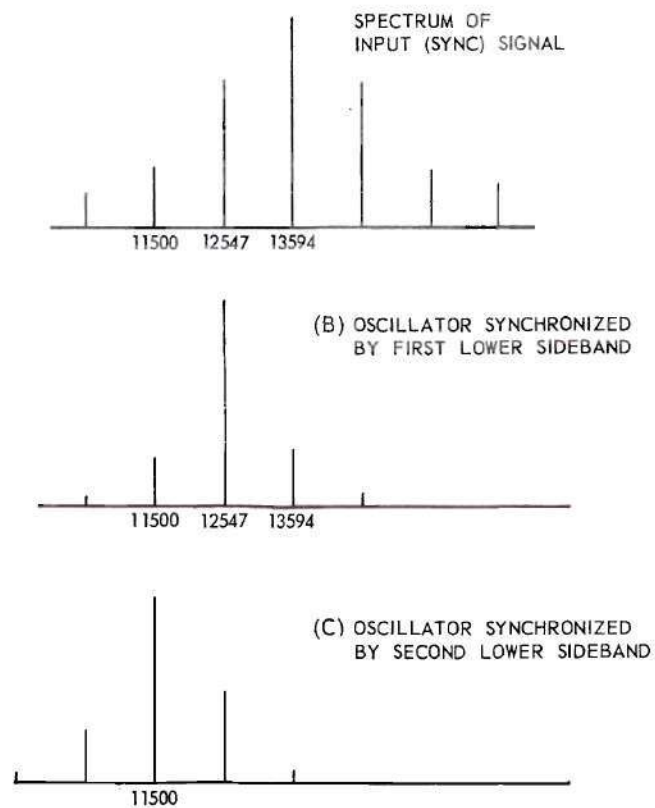 SPECTRUM OF
INPUT (SYNC) SIGNAL
11500 12547 13594
(B) OSCILLATOR SYNCHRONIZED
BY FIRST LOWER SIDEBAND
11500 12547 13594
(C) OSCILLATOR SYNCHRONIZED
BY SECOND LOWER SIDEBAND
11500